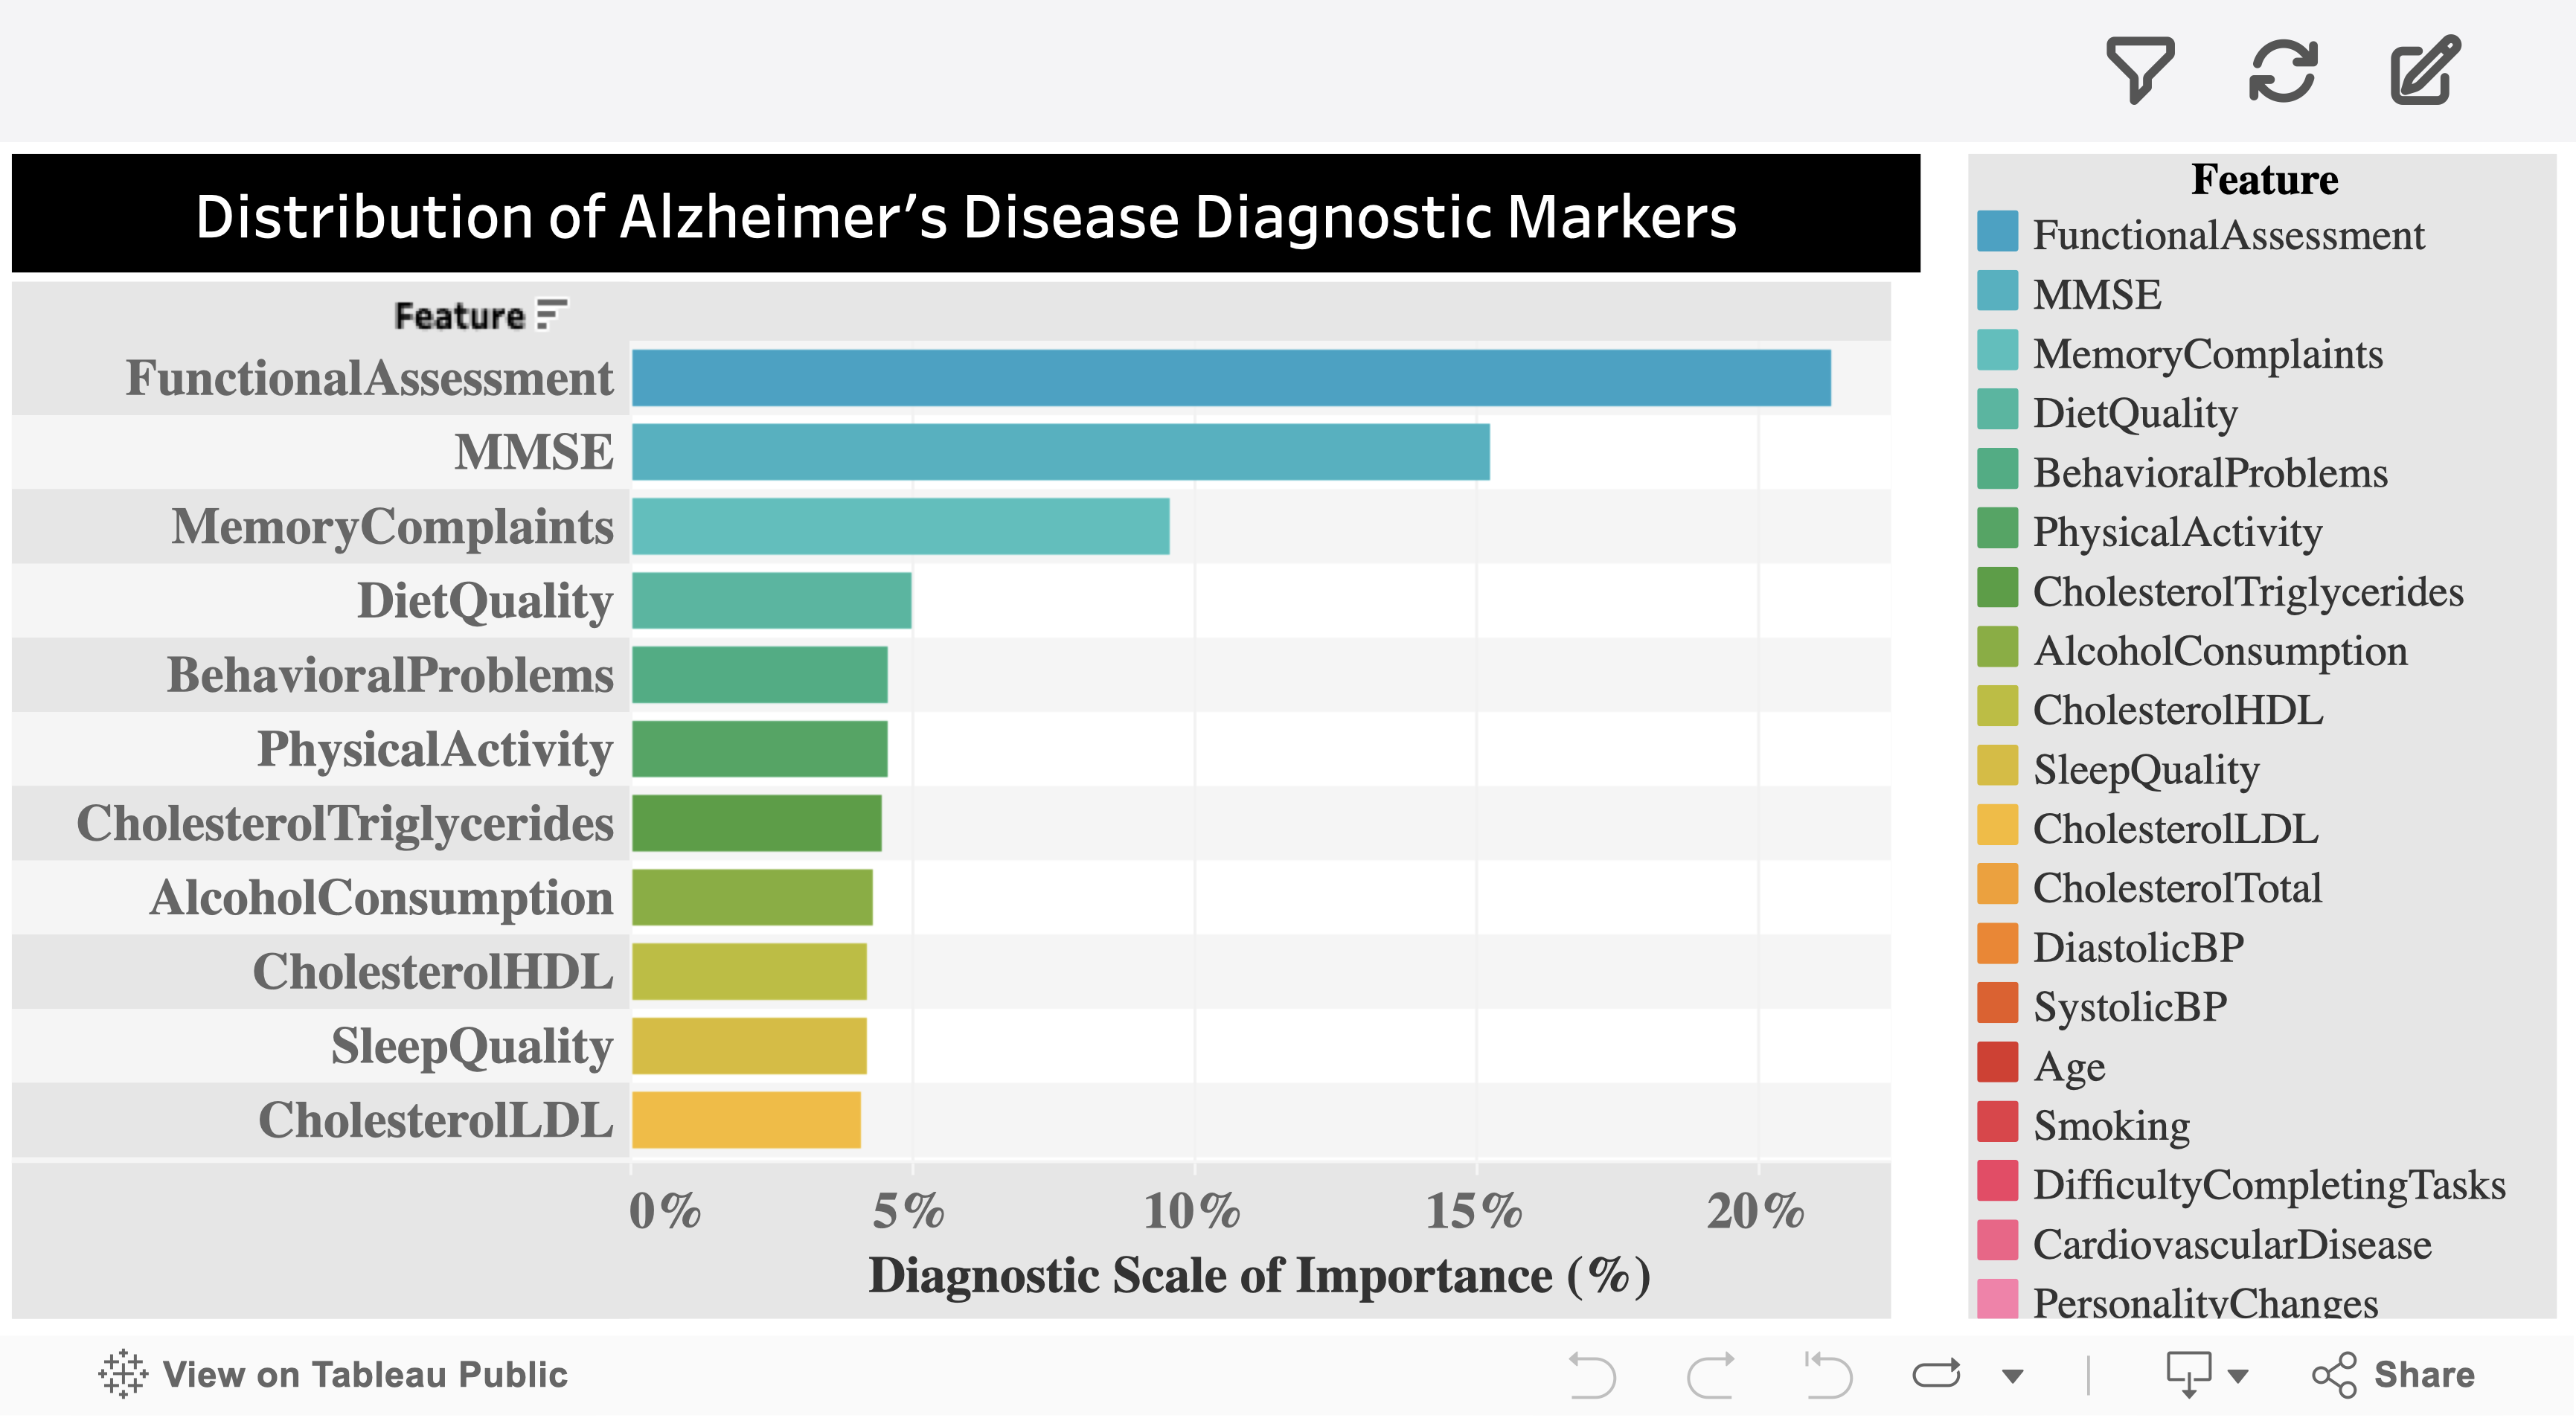 Distribution of Alzheimer’s Disease Diagnostic Markers
Feature
FunctionalAssessment
MMSE
MemoryComplaints
DietQuality
BehavioralProblems
PhysicalActivity
CholesterolTriglycerides
AlcoholConsumption
CholesterolHDL
SleepQuality
CholesterolLDL
0% 5% 10% 15% 20%
Diagnostic Scale of Importance (%)
Feature
FunctionalAssessment
MMSE
MemoryComplaints
DietQuality
BehavioralProblems
PhysicalActivity
CholesterolTriglycerides
AlcoholConsumption
CholesterolHDL
SleepQuality
CholesterolLDL
CholesterolTotal
DiastolicBP
SystolicBP
Age
Smoking
DifficultyCompletingTasks
CardiovascularDisease
PersonalityChanges
View on Tableau Public
Share